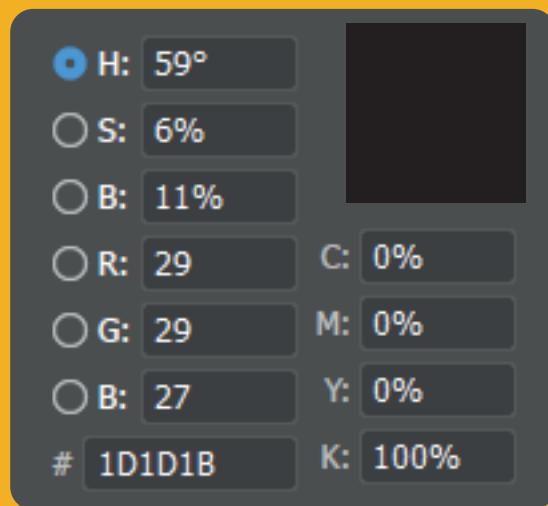 H: 59°
S: 6%
B: 11%
R: 29
G: 29
B: 27
# 1D1D1B
C: 0%
M: 0%
Y: 0%
K: 100%